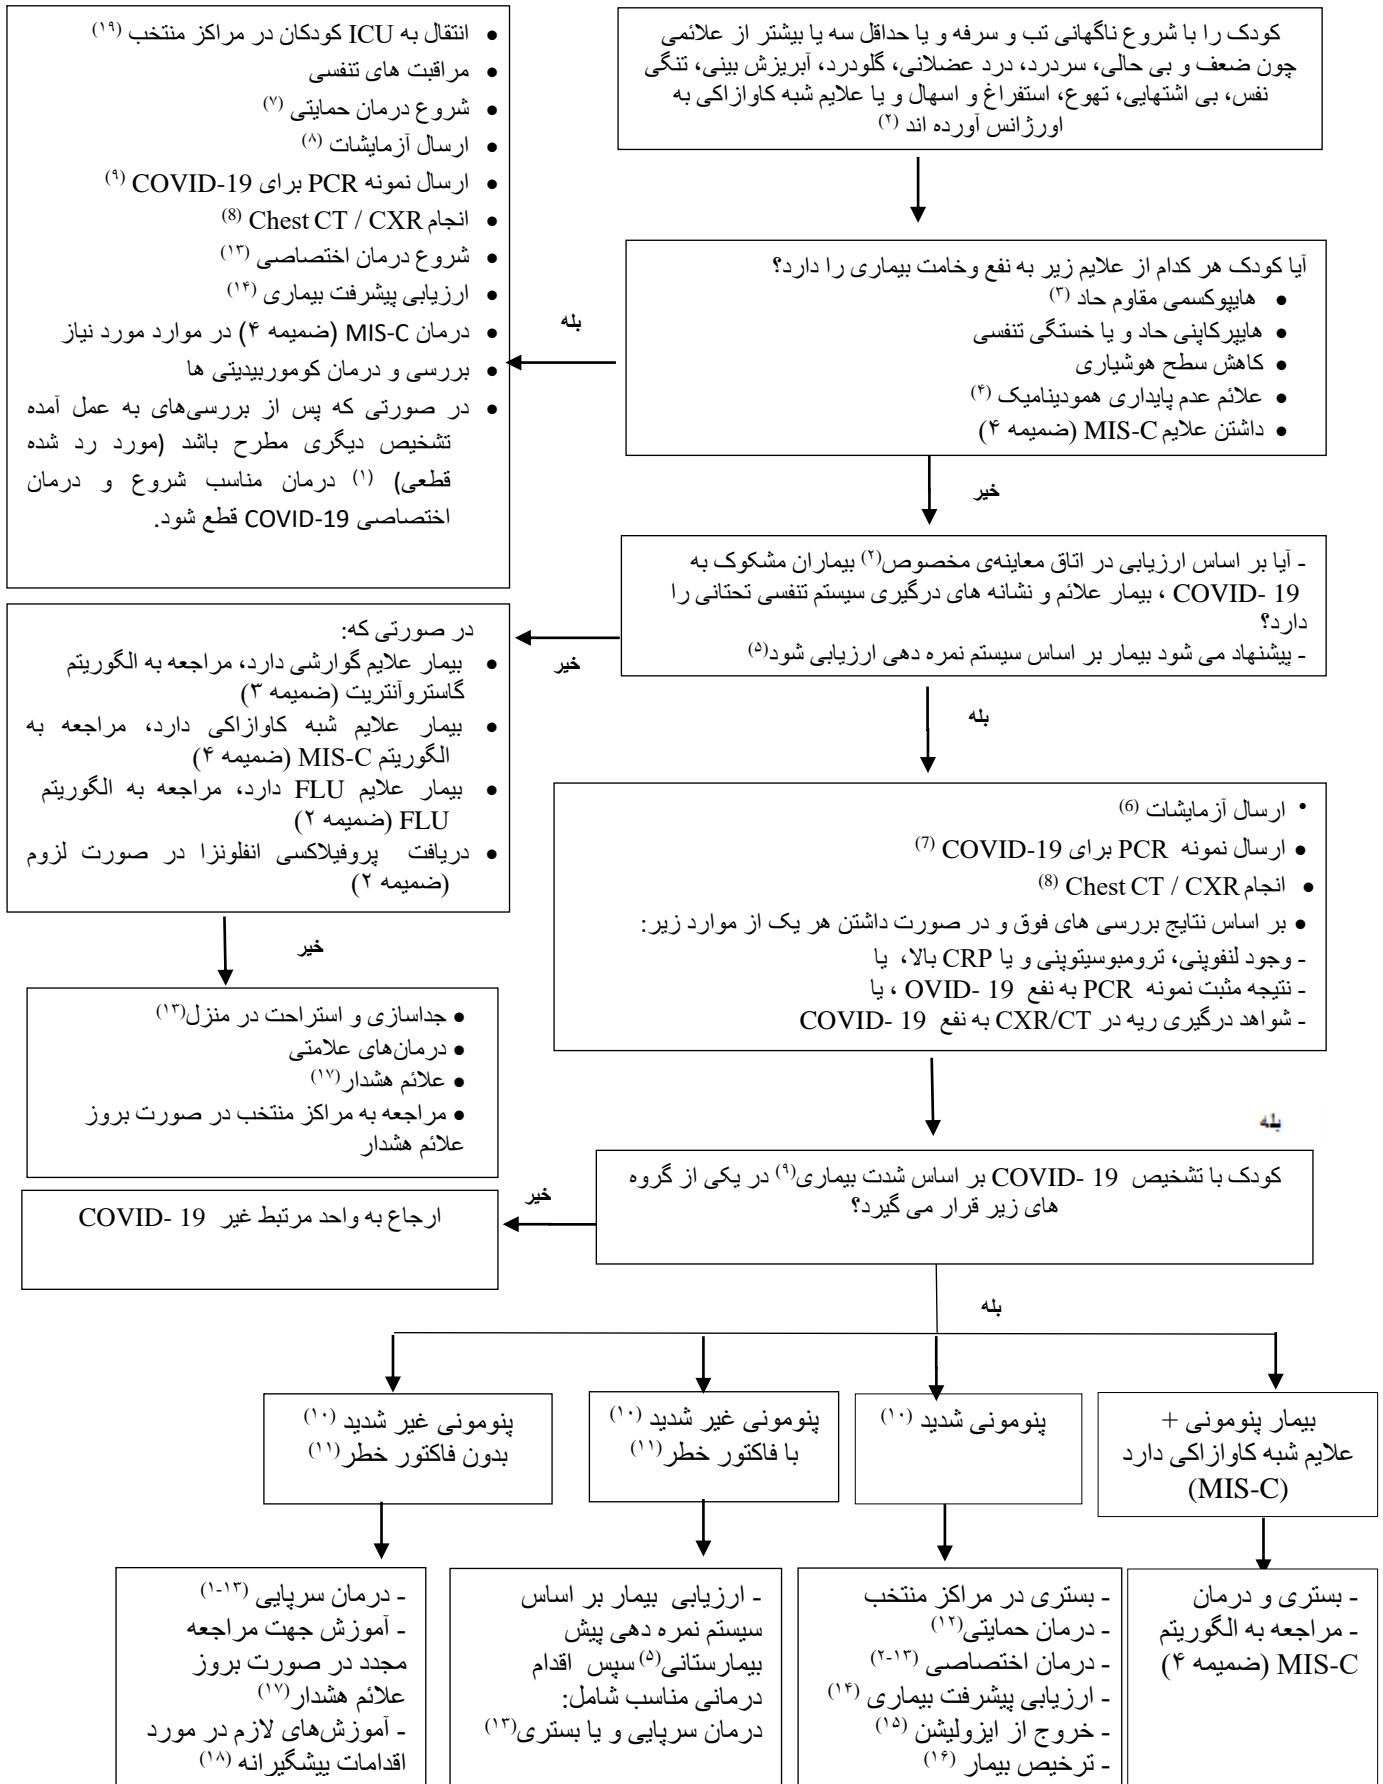 کودک را با شروع ناگهانی تب و سرفه و یا حداقل سه یا بیشتر از علائمی
چون ضعف و بی حالی، سردرد، درد عضلانی، گلودرد، آبریزش بینی، تنگی
نفس، بی اشتهایی، تهوع، استفراغ و اسهال و یا علایم شبه کاوازاکی به
اورژانس آورده اند (۲)
آیا کودک هر کدام از علایم زیر به نفع وخامت بیماری را دارد؟
• هایپوکسمی مقاوم حاد (۳)
• هایپرکاپنی حاد و یا خستگی تنفسی
• کاهش سطح هوشیاری
• علائم عدم پایداری همودینامیک (۴)
• داشتن علایم MIS-C (ضمیمه ۴)
بله
• انتقال به ICU کودکان در مراکز منتخب (۱۹)
• مراقبت های تنفسی
• شروع درمان حمایتی (۷)
• ارسال آزمایشات (۸)
• ارسال نمونه PCR برای COVID-19 (۹)
• انجام Chest CT / CXR (8)
• شروع درمان اختصاصی (۱۳)
• ارزیابی پیشرفت بیماری (۱۴)
• درمان MIS-C (ضمیمه ۴) در موارد مورد نیاز
• بررسی و درمان کوموربیدیتی ها
• در صورتی که پس از بررسی‌های به عمل آمده
تشخیص دیگری مطرح باشد (مورد رد شده
قطعی) (۱) درمان مناسب شروع و درمان
اختصاصی COVID-19 قطع شود.
خیر
- آیا بر اساس ارزیابی در اتاق معاینه‌ی مخصوص(۲) بیماران مشکوک به
COVID- 19 ، بیمار علائم و نشانه های درگیری سیستم تنفسی تحتانی را
دارد؟
- پیشنهاد می شود بیمار بر اساس سیستم نمره دهی ارزیابی شود(۵)
خیر
در صورتی که:
• بیمار علایم گوارشی دارد، مراجعه به الگوریتم
گاستروآنتریت (ضمیمه ۳)
• بیمار علایم شبه کاوازاکی دارد، مراجعه به
الگوریتم MIS-C (ضمیمه ۴)
• بیمار علایم FLU دارد، مراجعه به الگوریتم
FLU (ضمیمه ۲)
• دریافت پروفیلاکسی انفلونزا در صورت لزوم
(ضمیمه ۲)
خیر
• جداسازی و استراحت در منزل(۱۳)
• درمان‌های علامتی
• علائم هشدار(۱۷)
• مراجعه به مراکز منتخب در صورت بروز
علائم هشدار
بله
• ارسال آزمایشات (6)
• ارسال نمونه PCR برای COVID-19 (7)
• انجام Chest CT / CXR (8)
• بر اساس نتایج بررسی های فوق و در صورت داشتن هر یک از موارد زیر:
- وجود لنفوپنی، ترومبوسیتوپنی و یا CRP بالا، یا
- نتیجه مثبت نمونه PCR به نفع OVID- 19 ، یا
- شواهد درگیری ریه در CXR/CT به نفع COVID- 19
بله
کودک با تشخیص COVID- 19 بر اساس شدت بیماری(۹) در یکی از گروه
های زیر قرار می گیرد؟
خیر
ارجاع به واحد مرتبط غیر COVID- 19
بله
بیمار پنومونی +
علایم شبه کاوازاکی دارد
(MIS-C)
پنومونی شدید (۱۰)
پنومونی غیر شدید (۱۰)
با فاکتور خطر(۱۱)
پنومونی غیر شدید (۱۰)
بدون فاکتور خطر(۱۱)
- بستری و درمان
- مراجعه به الگوریتم
MIS-C (ضمیمه ۴)
- بستری در مراکز منتخب
- درمان حمایتی(۱۲)
- درمان اختصاصی (۱۳-۲)
- ارزیابی پیشرفت بیماری (۱۴)
- خروج از ایزولیشن (۱۵)
- ترخیص بیمار (۱۶)
- ارزیابی بیمار بر اساس
سیستم نمره دهی پیش
بیمارستانی(۵) سپس اقدام
درمانی مناسب شامل:
درمان سرپایی و یا بستری(۱۳)
- درمان سرپایی (۱۳-۱)
- آموزش جهت مراجعه
مجدد در صورت بروز
علائم هشدار(۱۷)
- آموزش‌های لازم در مورد
اقدامات پیشگیرانه (۱۸)